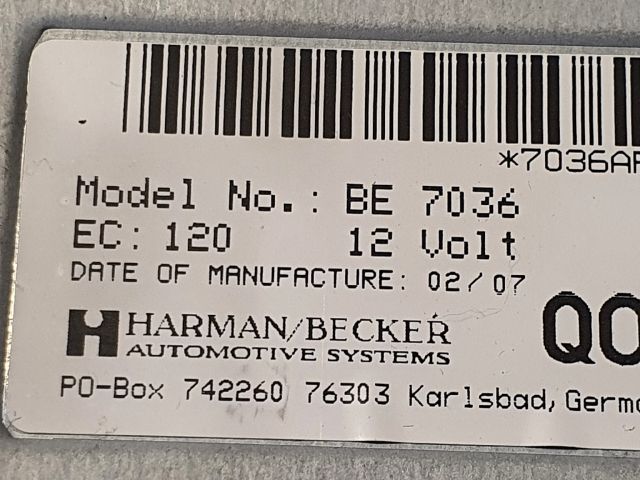 *7036AF
Model No.: BE 7036
EC: 120 12 Volt
DATE OF MANUFACTURE: 02/07
QO
HARMAN/BECKER
AUTOMOTIVE SYSTEMS
PO-Box 742260 76303 Karlsbad, Germ